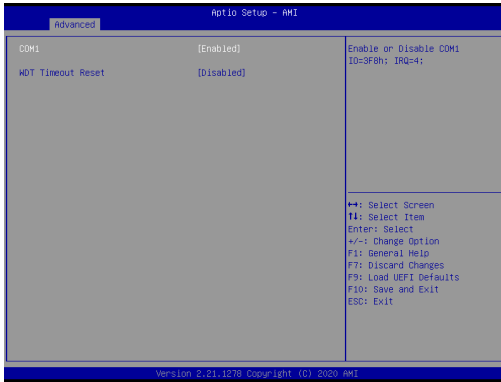 Aptio Setup - AMI
Advanced
COM1 [Enabled]
WDT Timeout Reset [Disabled]
Enable or Disable COM1
IO=3F8h; IRQ=4;
↔: Select Screen
↑↓: Select Item
Enter: Select
+/-: Change Option
F1: General Help
F7: Discard Changes
F9: Load UEFI Defaults
F10: Save and Exit
ESC: Exit
Version 2.21.1278 Copyright (C) 2020 AMI